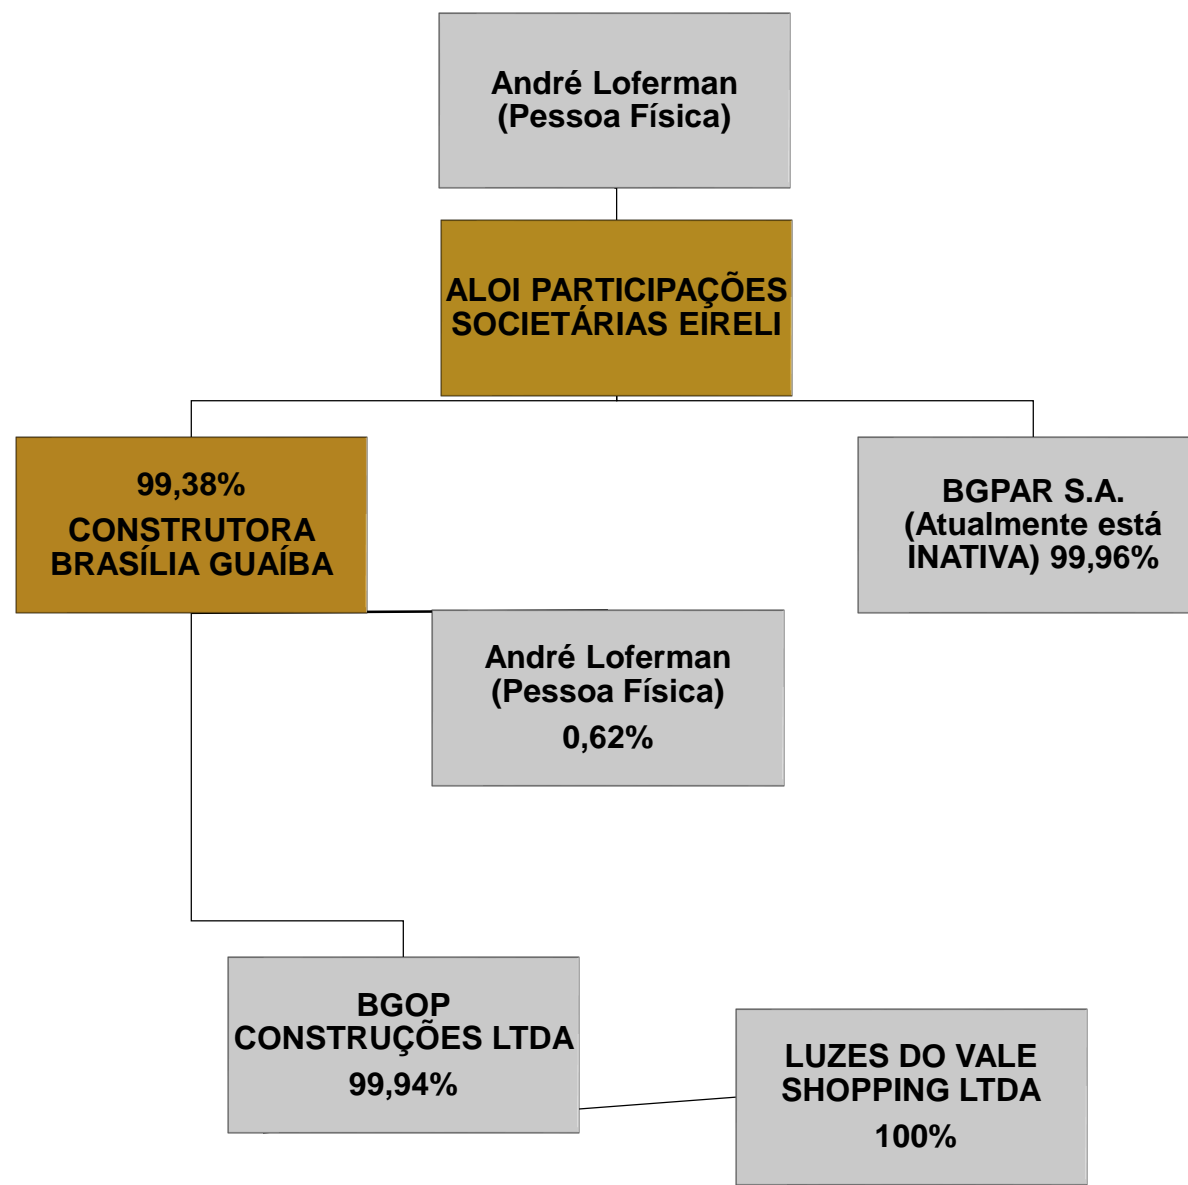 André Loferman
(Pessoa Física)
ALOI PARTICIPAÇÕES
SOCIETÁRIAS EIRELI
99,38%
CONSTRUTORA
BRASÍLIA GUAÍBA
BGPAR S.A.
(Atualmente está
INATIVA) 99,96%
André Loferman
(Pessoa Física)
0,62%
BGOP
CONSTRUÇÕES LTDA
99,94%
LUZES DO VALE
SHOPPING LTDA
100%